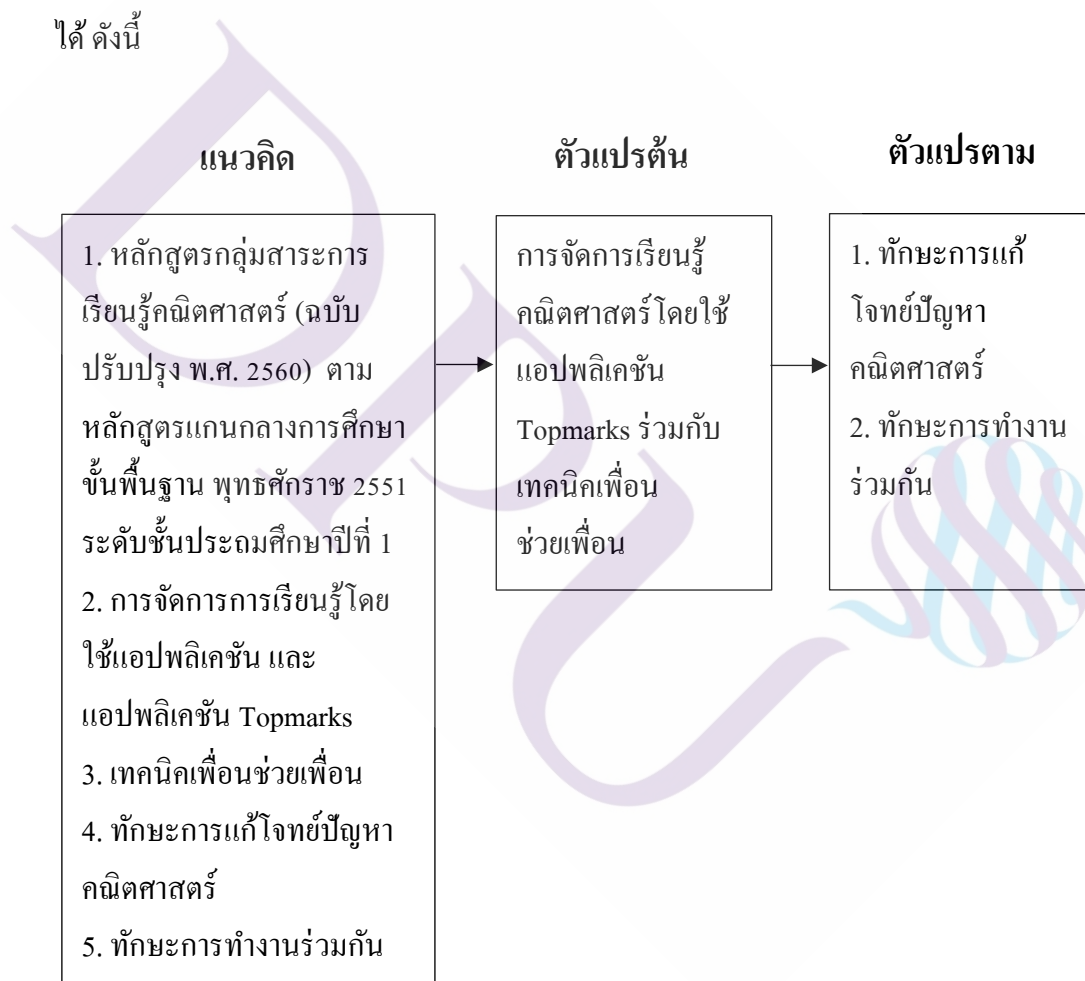 ได้ ดังนี้
แนวคิด
1. หลักสูตรกลุ่มสาระการ
เรียนรู้คณิตศาสตร์ (ฉบับ
ปรับปรุง พ.ศ. 2560) ตาม
หลักสูตรแกนกลางการศึกษา
ขั้นพื้นฐาน พุทธศักราช 2551
ระดับชั้นประถมศึกษาปีที่ 1
2. การจัดการการเรียนรู้โดย
ใช้แอปพลิเคชัน และ
แอปพลิเคชัน Topmarks
3. เทคนิคเพื่อนช่วยเพื่อน
4. ทักษะการแก้โจทย์ปัญหา
คณิตศาสตร์
5. ทักษะการทำงานร่วมกัน
ตัวแปรต้น
การจัดการเรียนรู้
คณิตศาสตร์โดยใช้
แอปพลิเคชัน
Topmarks ร่วมกับ
เทคนิคเพื่อน
ช่วยเพื่อน
ตัวแปรตาม
1. ทักษะการแก้
โจทย์ปัญหา
คณิตศาสตร์
2. ทักษะการทำงาน
ร่วมกัน
DPU